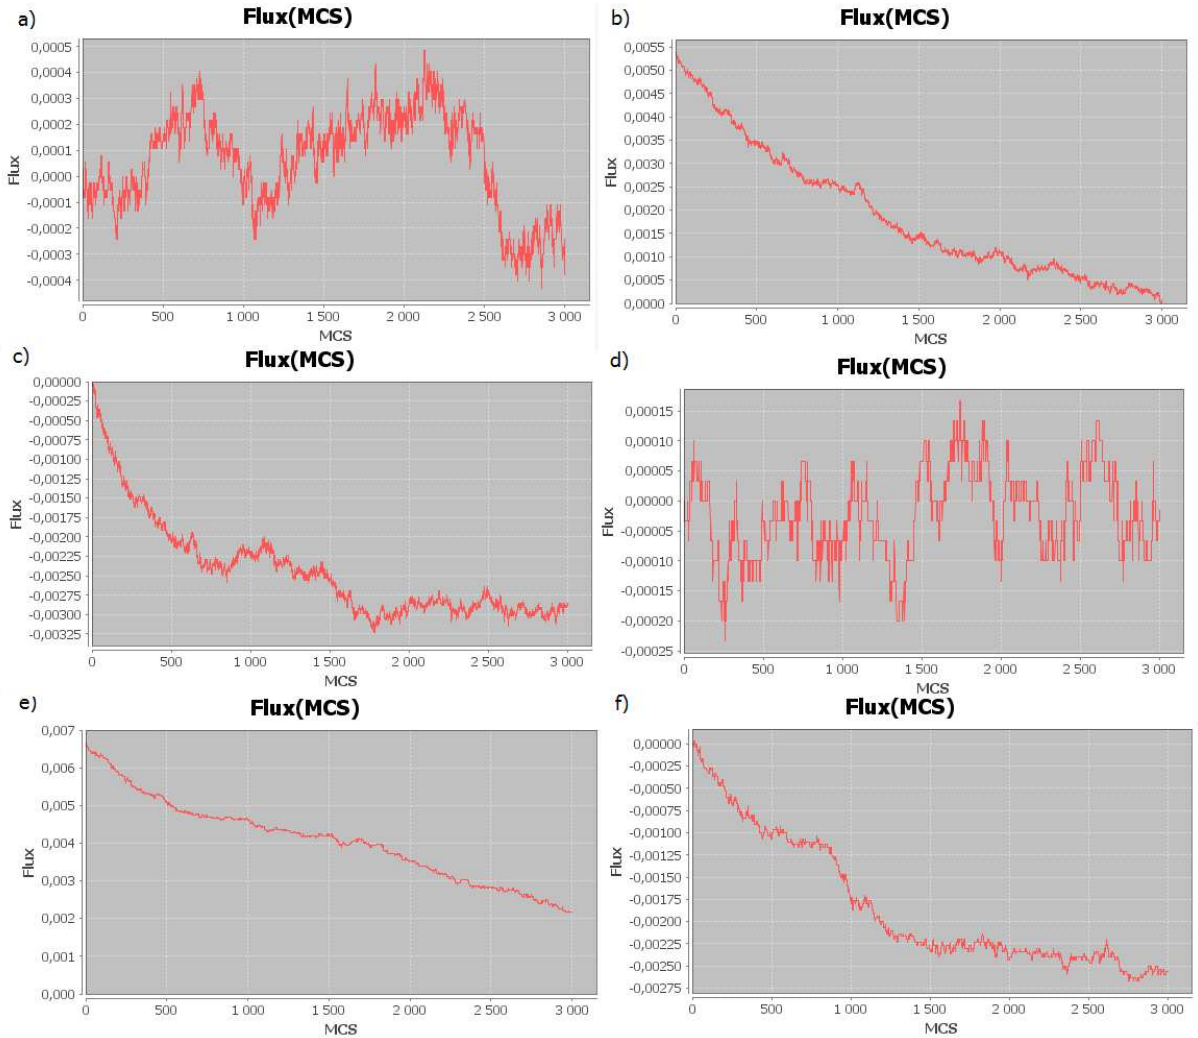 a)
Flux(MCS)
0,0005
0,0004
0,0003
0,0002
0,0001
0,0000
-0,0001
-0,0002
-0,0003
-0,0004
Flux
0 500 1 000 1 500 2 000 2 500 3 000
MCS
b)
Flux(MCS)
0,0055
0,0050
0,0045
0,0040
0,0035
0,0030
0,0025
0,0020
0,0015
0,0010
0,0005
0,0000
Flux
0 500 1 000 1 500 2 000 2 500 3 000
MCS
c)
Flux(MCS)
0,00000
-0,00025
-0,00050
-0,00075
-0,00100
-0,00125
-0,00150
-0,00175
-0,00200
-0,00225
-0,00250
-0,00275
-0,00300
-0,00325
Flux
0 500 1 000 1 500 2 000 2 500 3 000
MCS
d)
Flux(MCS)
0,00015
0,00010
0,00005
0,00000
-0,00005
-0,00010
-0,00015
-0,00020
-0,00025
Flux
0 500 1 000 1 500 2 000 2 500 3 000
MCS
e)
Flux(MCS)
0,007
0,006
0,005
0,004
0,003
0,002
0,001
0,000
Flux
0 500 1 000 1 500 2 000 2 500 3 000
MCS
f)
Flux(MCS)
0,00000
-0,00025
-0,00050
-0,00075
-0,00100
-0,00125
-0,00150
-0,00175
-0,00200
-0,00225
-0,00250
-0,00275
Flux
0 500 1 000 1 500 2 000 2 500 3 000
MCS